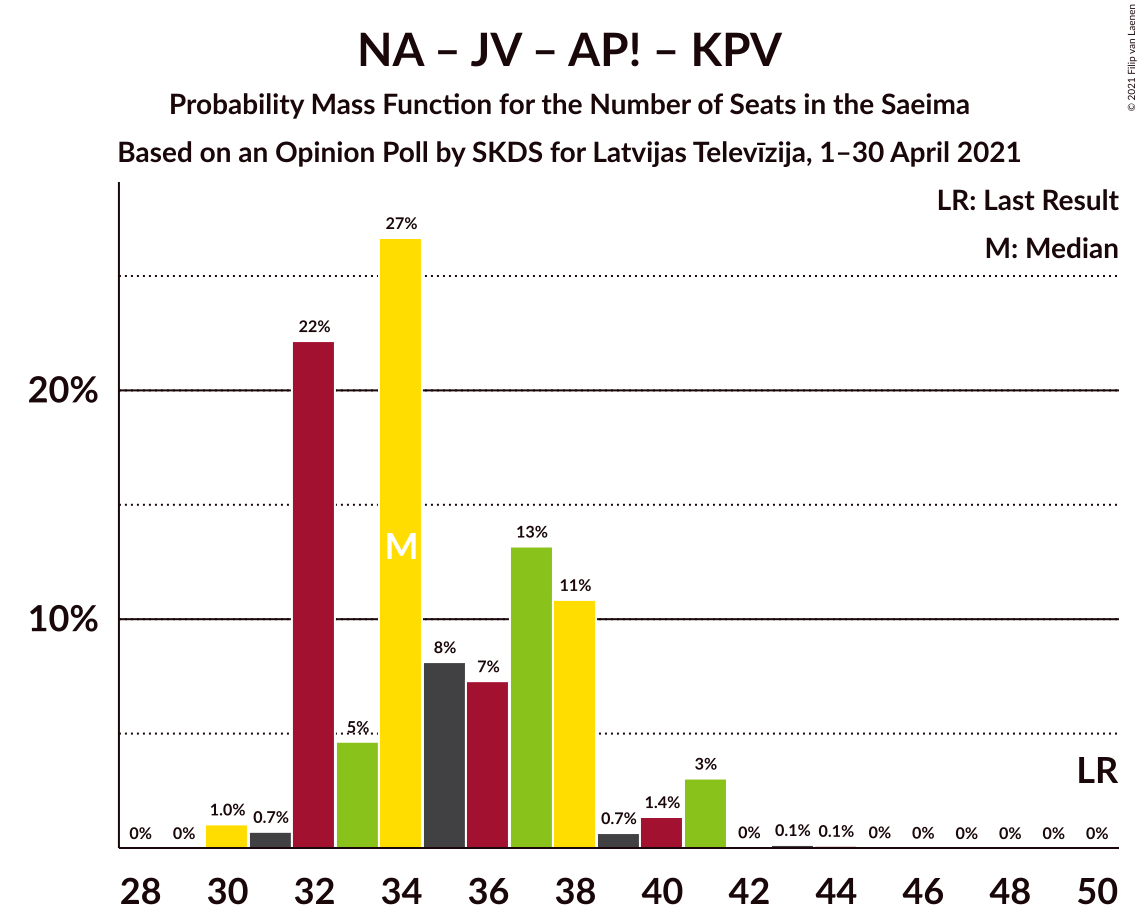 NA – JV – AP! – KPV
Probability Mass Function for the Number of Seats in the Saeima
Based on an Opinion Poll by SKDS for Latvijas Televīzija, 1–30 April 2021
© 2021 Filip van Laenen
LR: Last Result
M: Median
20%
10%
0% 0% 1.0% 0.7% 22% 5% 27% 8% 7% 13% 11% 0.7% 1.4% 3% 0% 0.1% 0.1% 0% 0% 0% 0% 0% 0%
M
LR
28 30 32 34 36 38 40 42 44 46 48 50